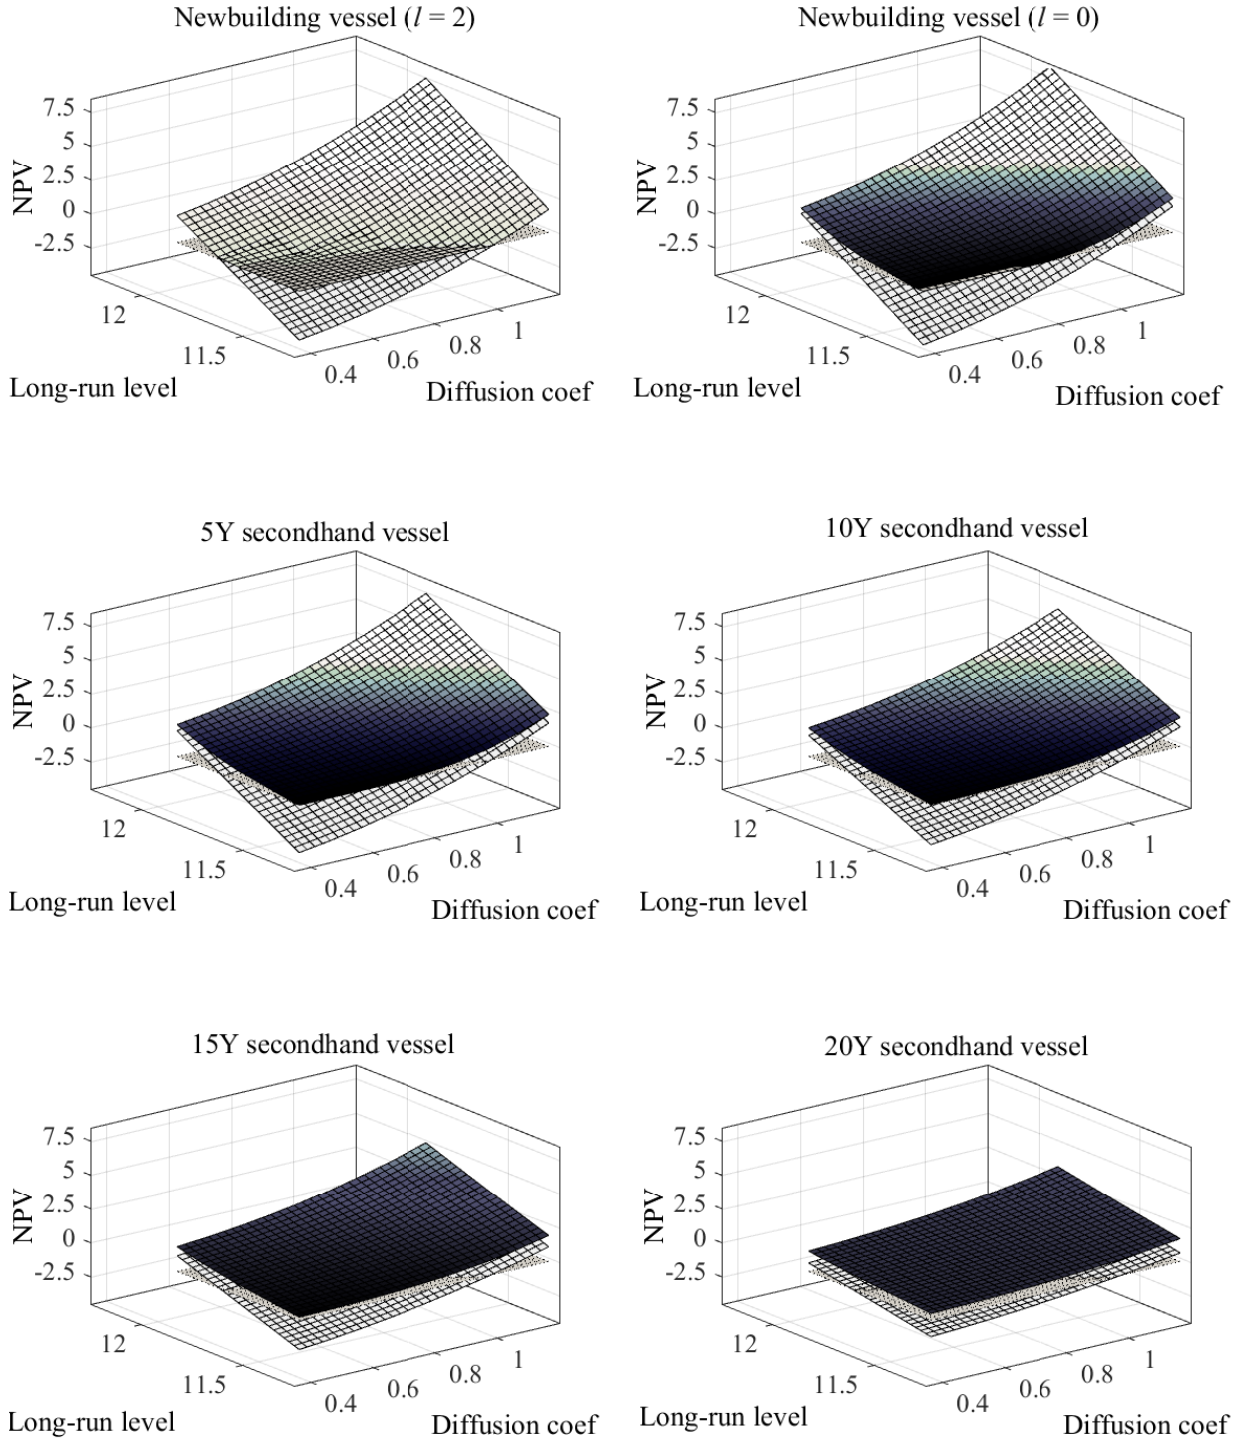 Newbuilding vessel (l = 2)
7.5
5
2.5
0
-2.5
NPV
12
11.5
Long-run level
0.4
0.6
0.8
1
Diffusion coef
Newbuilding vessel (l = 0)
7.5
5
2.5
0
-2.5
NPV
12
11.5
Long-run level
0.4
0.6
0.8
1
Diffusion coef
5Y secondhand vessel
7.5
5
2.5
0
-2.5
NPV
12
11.5
Long-run level
0.4
0.6
0.8
1
Diffusion coef
10Y secondhand vessel
7.5
5
2.5
0
-2.5
NPV
12
11.5
Long-run level
0.4
0.6
0.8
1
Diffusion coef
15Y secondhand vessel
7.5
5
2.5
0
-2.5
NPV
12
11.5
Long-run level
0.4
0.6
0.8
1
Diffusion coef
20Y secondhand vessel
7.5
5
2.5
0
-2.5
NPV
12
11.5
Long-run level
0.4
0.6
0.8
1
Diffusion coef